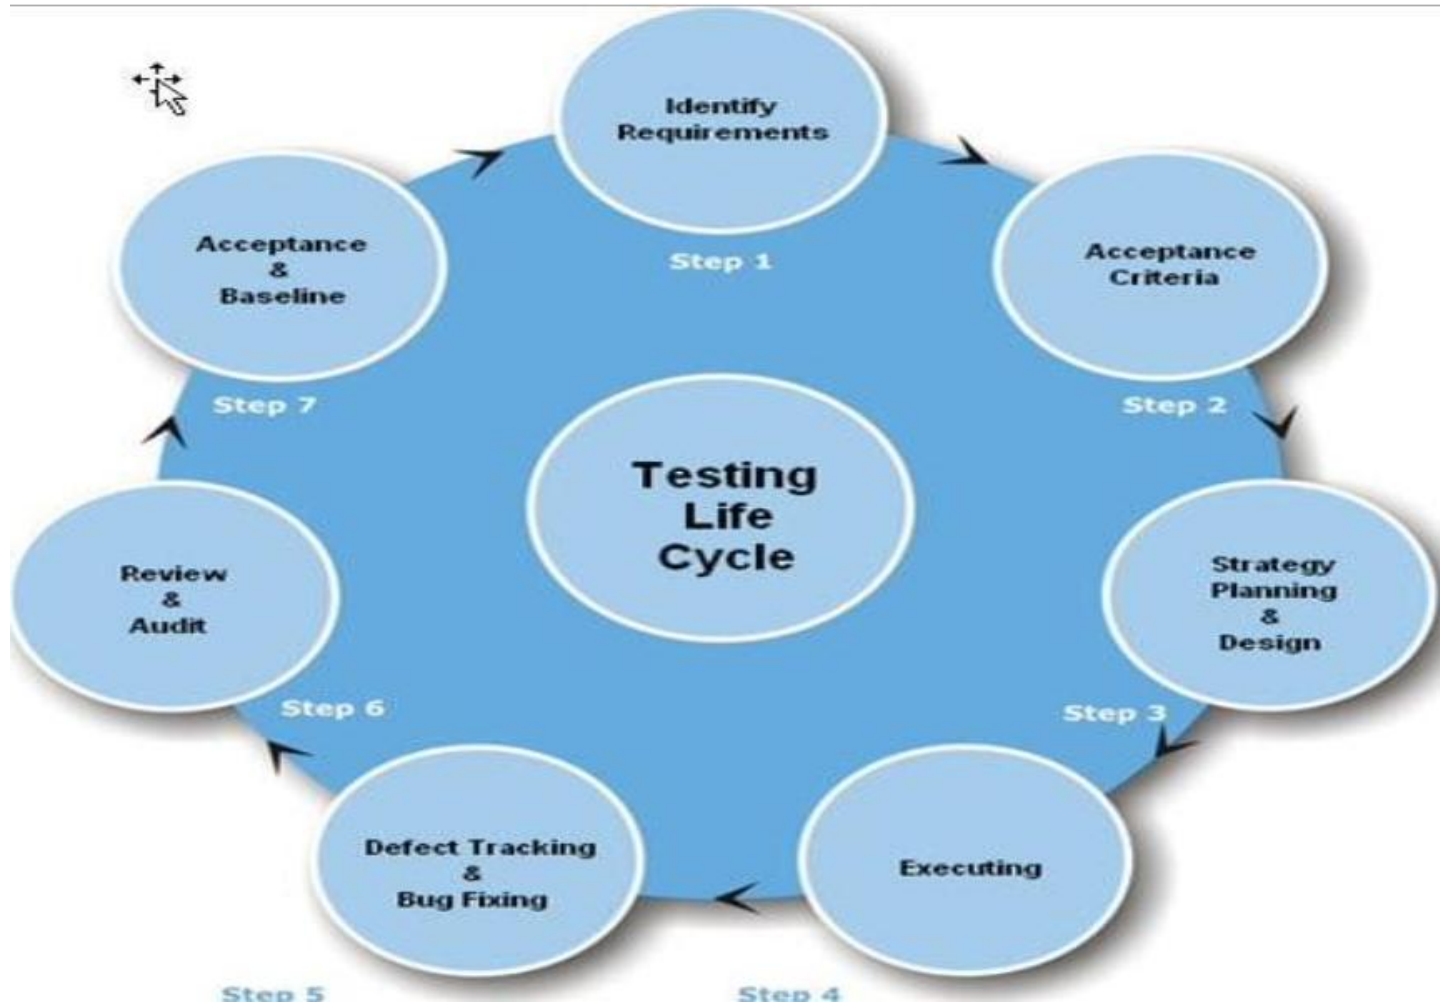 Identify
Requirements
Step 1
Acceptance
Criteria
Step 2
Strategy
Planning
&
Design
Step 3
Executing
Step 4
Defect Tracking
&
Bug Fixing
Step 5
Review
&
Audit
Step 6
Acceptance
&
Baseline
Step 7
Testing
Life
Cycle